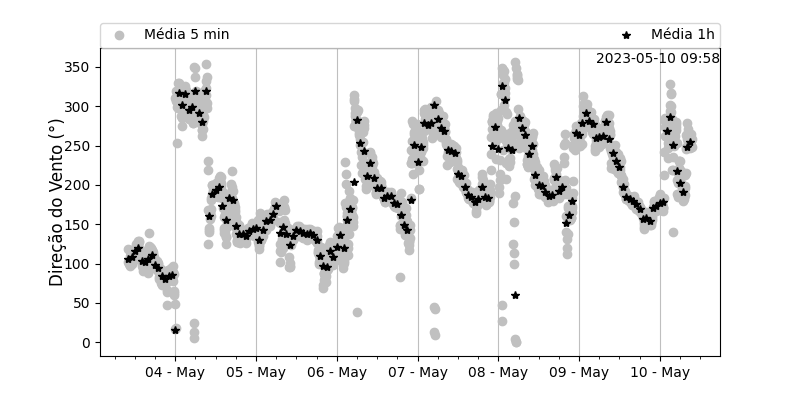 Média 5 min
Média 1h
2023-05-10 09:58
Direção do Vento (°)
350
300
250
200
150
100
50
0
04 - May
05 - May
06 - May
07 - May
08 - May
09 - May
10 - May